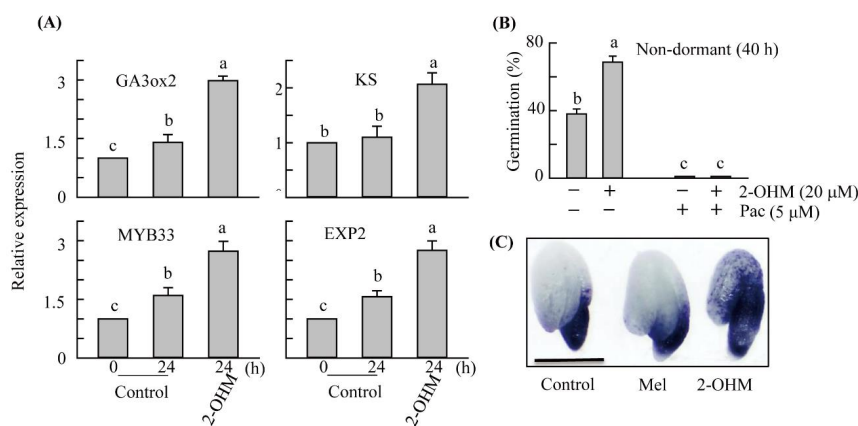 (A)
GA3ox2
KS
a
a
b
c
b
b
3
1.5
0
2
1
Relative expression
MYB33
EXP2
a
a
b
c
b
c
3
1.5
0
0 24 24 0 24 24 (h)
Control Control
2-OHM 2-OHM
(B)
Non-dormant (40 h)
80
40
0
Germination (%)
b a c c
− + − + 2-OHM (20 μM)
− − + + Pac (5 μM)
(C)
Control Mel 2-OHM